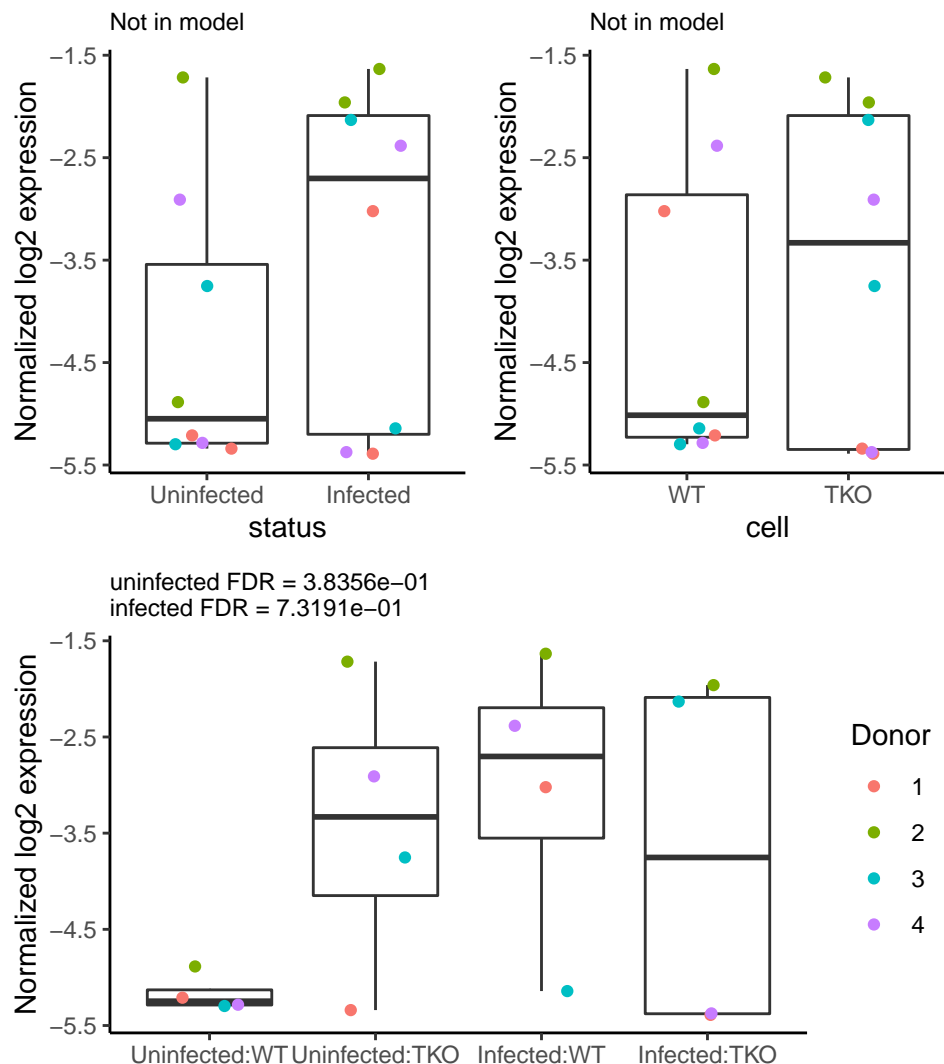 Not in model
Normalized log2 expression
−1.5
−2.5
−3.5
−4.5
−5.5
Uninfected
Infected
status
Not in model
Normalized log2 expression
−1.5
−2.5
−3.5
−4.5
−5.5
WT
TKO
cell
uninfected FDR = 3.8356e−01
infected FDR = 7.3191e−01
Normalized log2 expression
−1.5
−2.5
−3.5
−4.5
−5.5
Uninfected:WT
Uninfected:TKO
Infected:WT
Infected:TKO
Donor
1
2
3
4